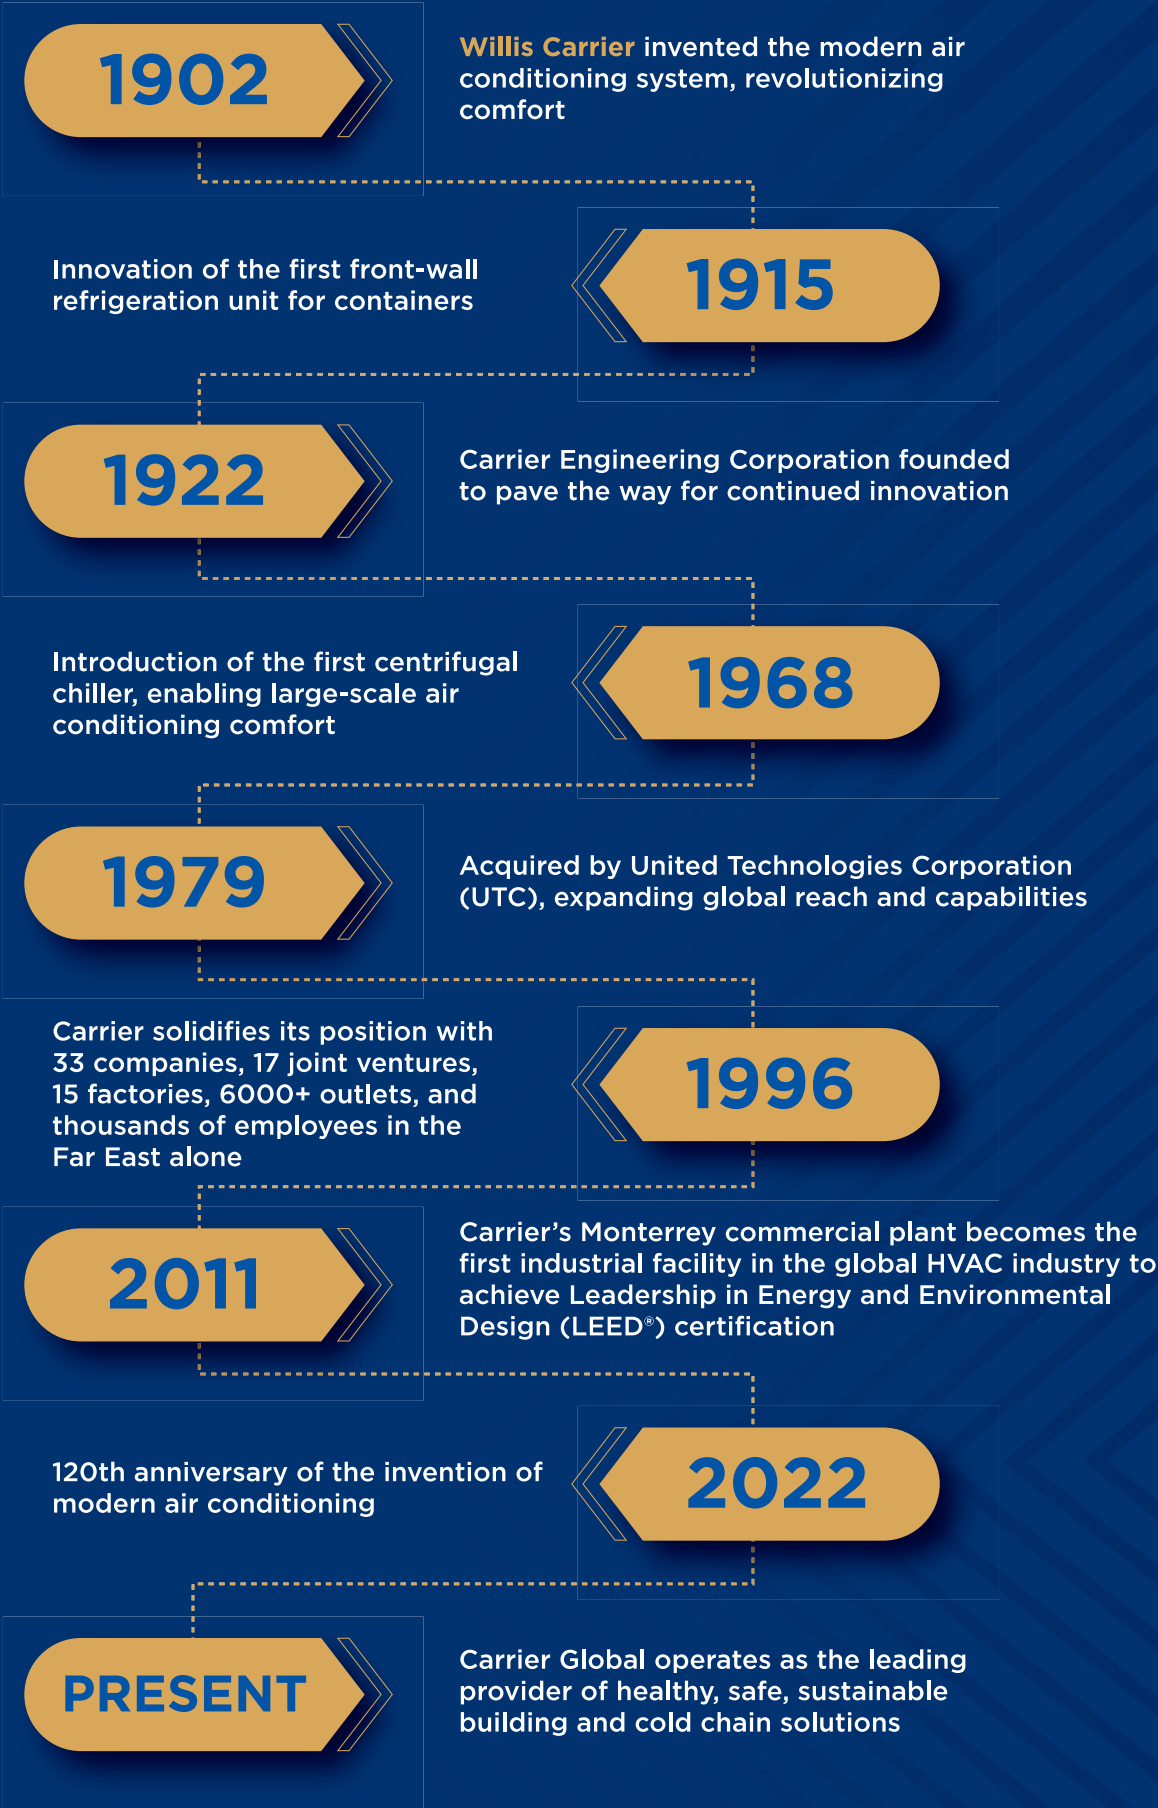 1902
Willis Carrier invented the modern air
conditioning system, revolutionizing
comfort
Innovation of the first front-wall
refrigeration unit for containers
1915
1922
Carrier Engineering Corporation founded
to pave the way for continued innovation
Introduction of the first centrifugal
chiller, enabling large-scale air
conditioning comfort
1968
1979
Acquired by United Technologies Corporation
(UTC), expanding global reach and capabilities
Carrier solidifies its position with
33 companies, 17 joint ventures,
15 factories, 6000+ outlets, and
thousands of employees in the
Far East alone
1996
2011
Carrier’s Monterrey commercial plant becomes the
first industrial facility in the global HVAC industry to
achieve Leadership in Energy and Environmental
Design (LEED®) certification
120th anniversary of the invention of
modern air conditioning
2022
PRESENT
Carrier Global operates as the leading
provider of healthy, safe, sustainable
building and cold chain solutions